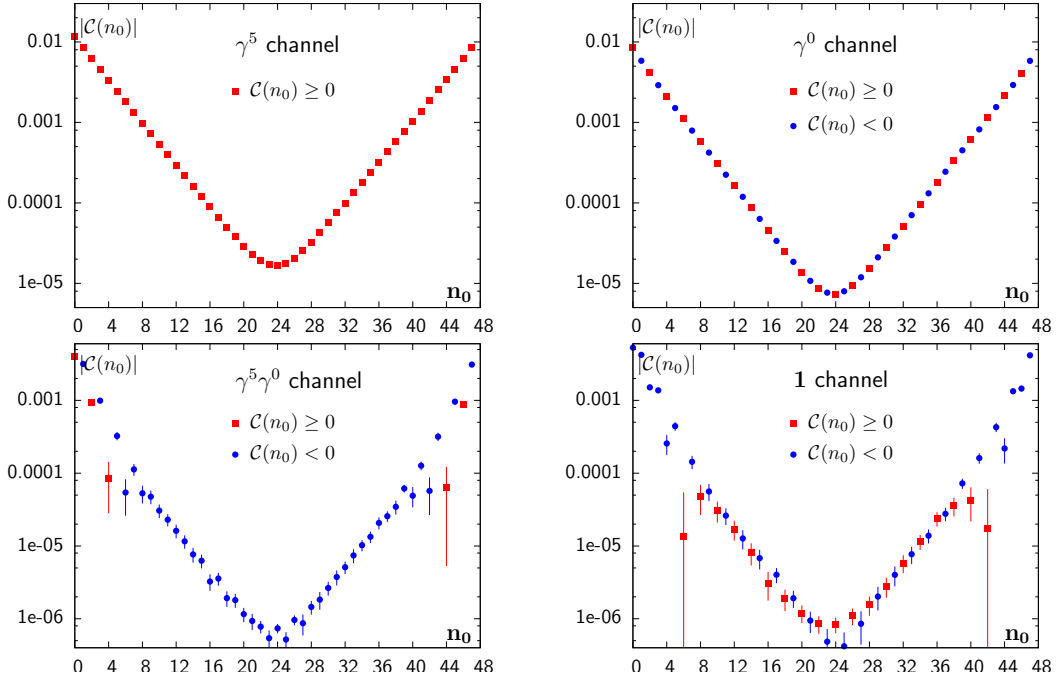 |C(n₀)|
γ⁵ channel
C(n₀) ≥ 0
0.01
0.001
0.0001
1e-05
n₀
0 4 8 12 16 20 24 28 32 36 40 44 48
|C(n₀)|
γ⁰ channel
C(n₀) ≥ 0
C(n₀) < 0
0.01
0.001
0.0001
1e-05
n₀
0 4 8 12 16 20 24 28 32 36 40 44 48
|C(n₀)|
γ⁵γ⁰ channel
C(n₀) ≥ 0
C(n₀) < 0
0.001
0.0001
1e-05
1e-06
n₀
0 4 8 12 16 20 24 28 32 36 40 44 48
|C(n₀)|
1 channel
C(n₀) ≥ 0
C(n₀) < 0
0.001
0.0001
1e-05
1e-06
n₀
0 4 8 12 16 20 24 28 32 36 40 44 48